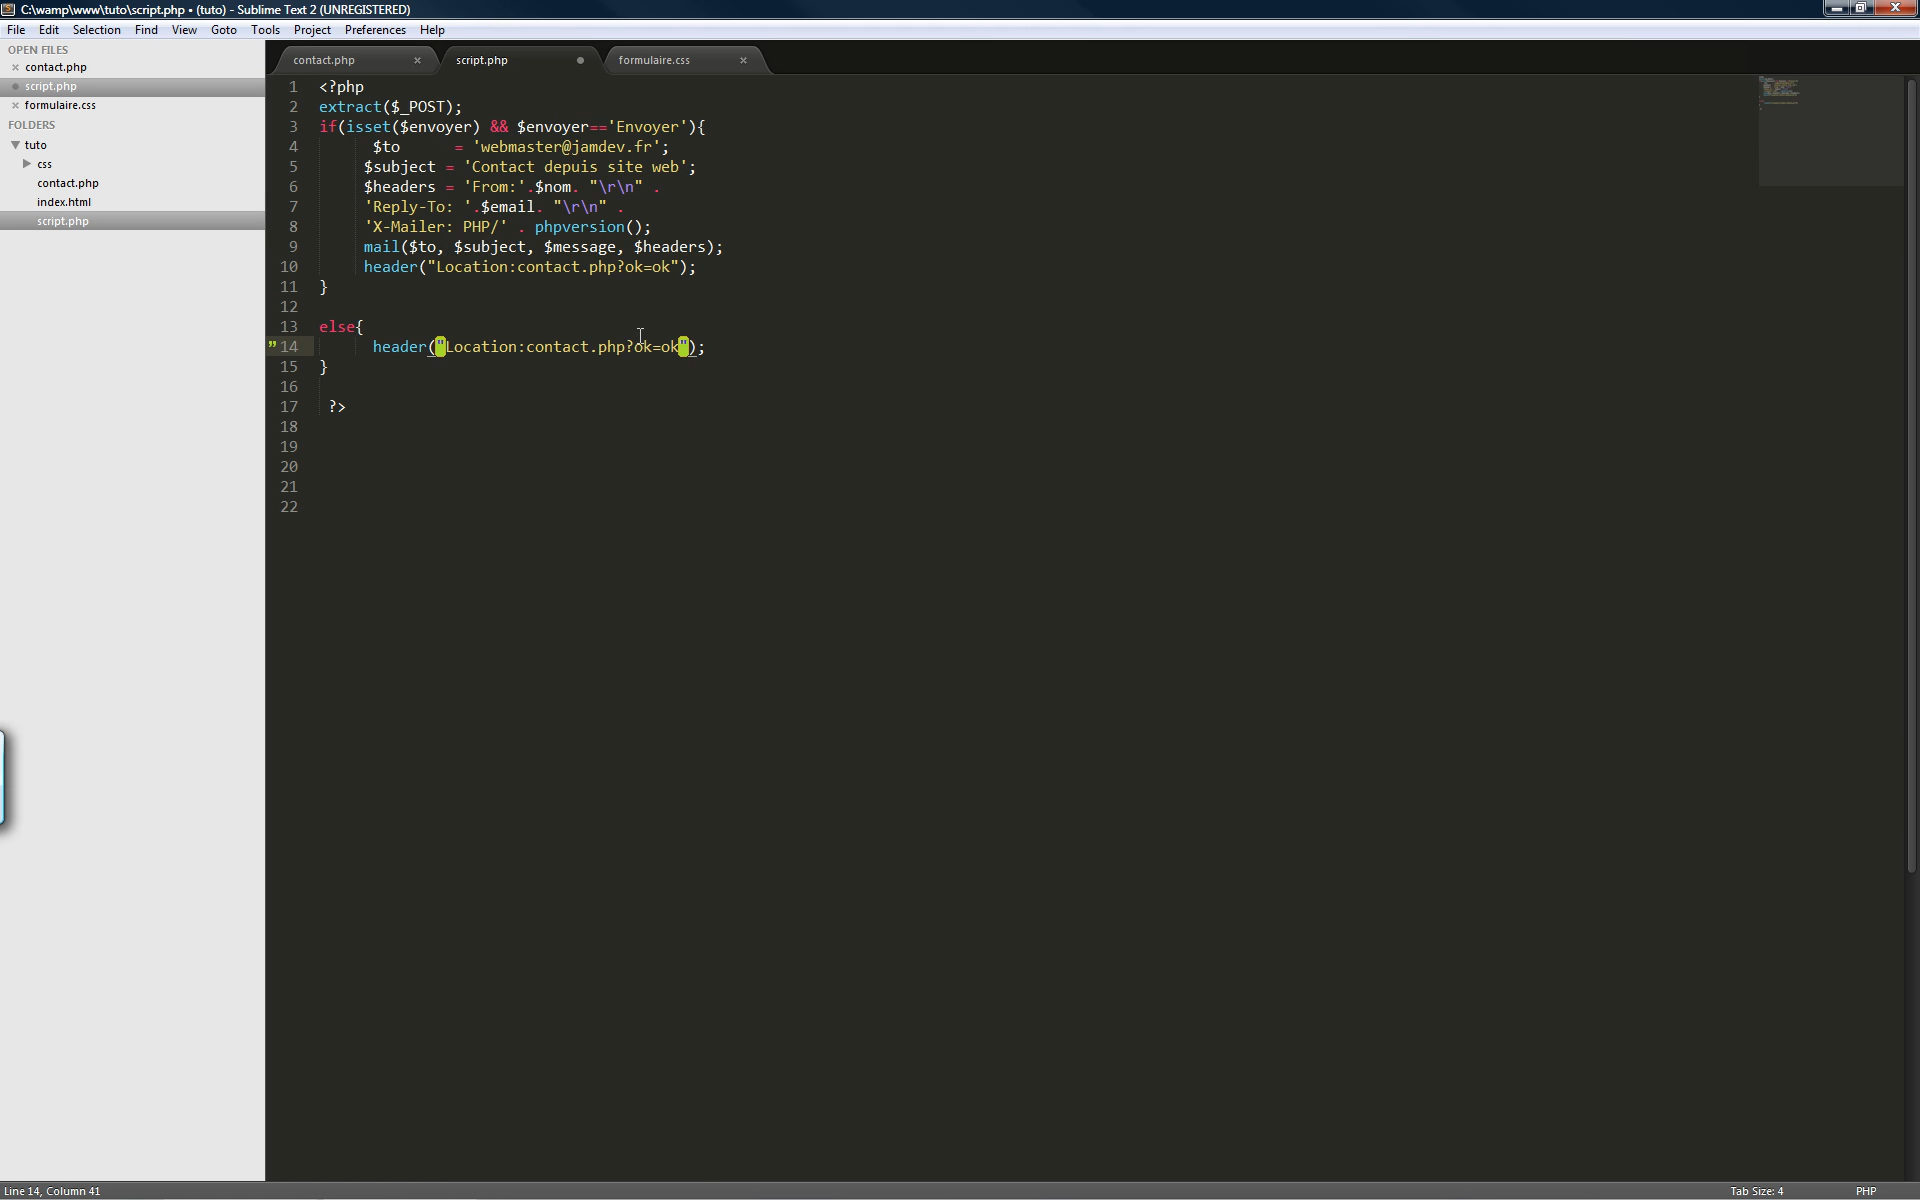 C:\wamp\www\tuto\script.php • (tuto) - Sublime Text 2 (UNREGISTERED)
File Edit Selection Find View Goto Tools Project Preferences Help
OPEN FILES
contact.php
script.php
formulaire.css
FOLDERS
tuto
css
contact.php
index.html
script.php
contact.php script.php formulaire.css
1 <?php
2 extract($_POST);
3 if(isset($envoyer) && $envoyer=='Envoyer'){
4 $to = 'webmaster@jamdev.fr';
5 $subject = 'Contact depuis site web';
6 $headers = 'From:'.$nom. "\r\n" .
7 'Reply-To: '.$email. "\r\n" .
8 'X-Mailer: PHP/' . phpversion();
9 mail($to, $subject, $message, $headers);
10 header("Location:contact.php?ok=ok");
11 }
12
13 else{
14 header("Location:contact.php?ok=ok");
15 }
16
17 ?>
18
19
20
21
22
Line 14, Column 41 Tab Size: 4 PHP